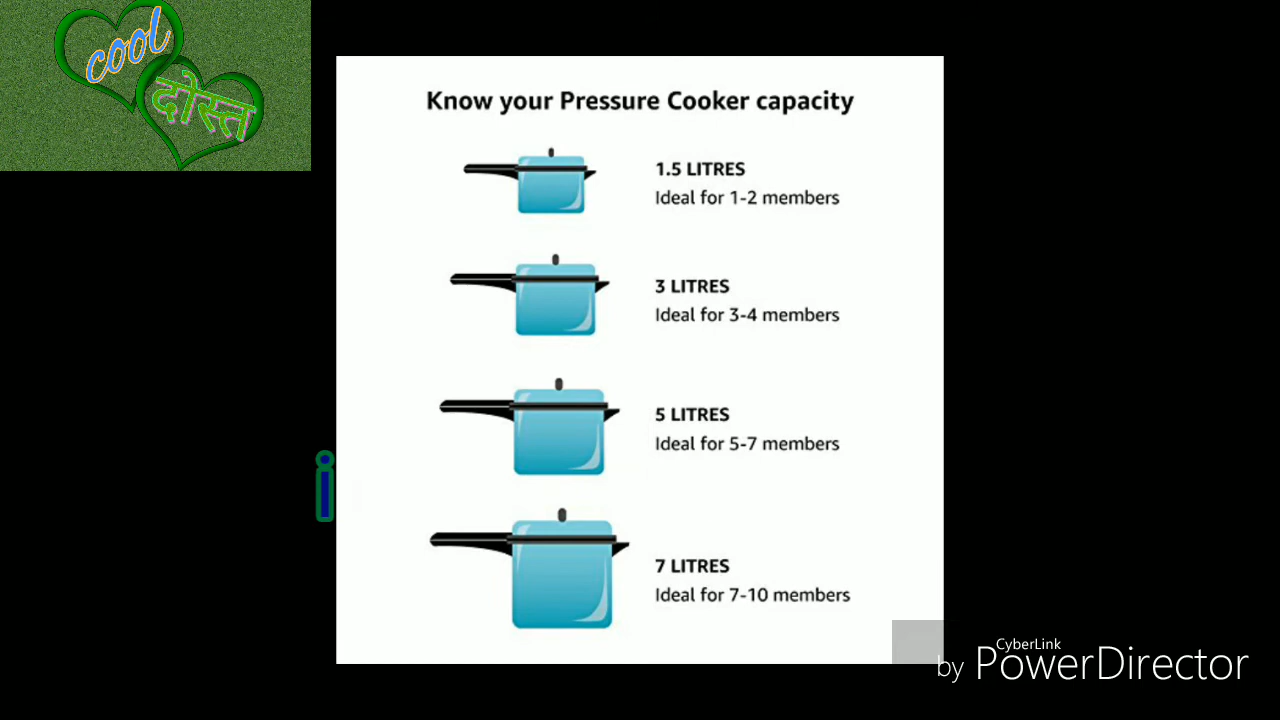 cool
दोस्त
Know your Pressure Cooker capacity
1.5 LITRES
Ideal for 1-2 members
3 LITRES
Ideal for 3-4 members
5 LITRES
Ideal for 5-7 members
i
7 LITRES
Ideal for 7-10 members
CyberLink
by PowerDirector